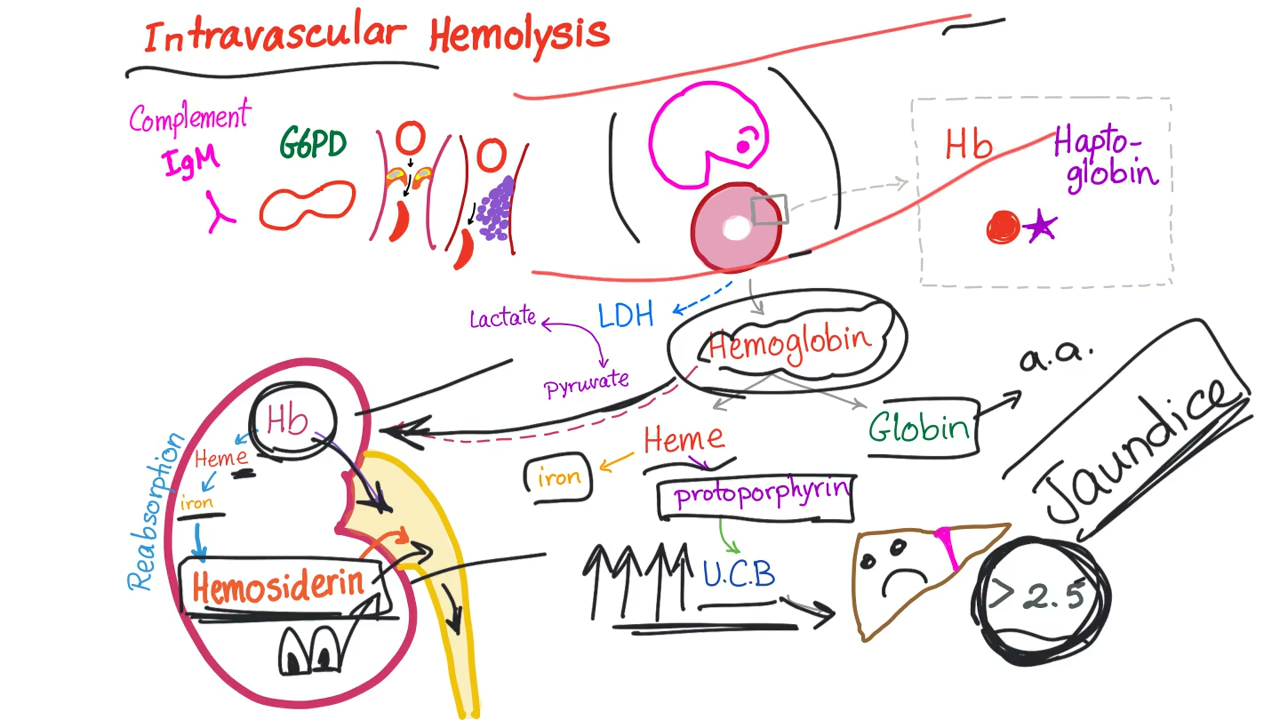 Intravascular Hemolysis
Complement
IgM
G6PD
Hb
Hapto-
globin
LDH
Lactate
Pyruvate
Hemoglobin
a.a.
Globin
Jaundice
Heme
iron
protoporphyrin
U.C.B
> 2.5
Hb
Heme
iron
Reabsorption
Hemosiderin